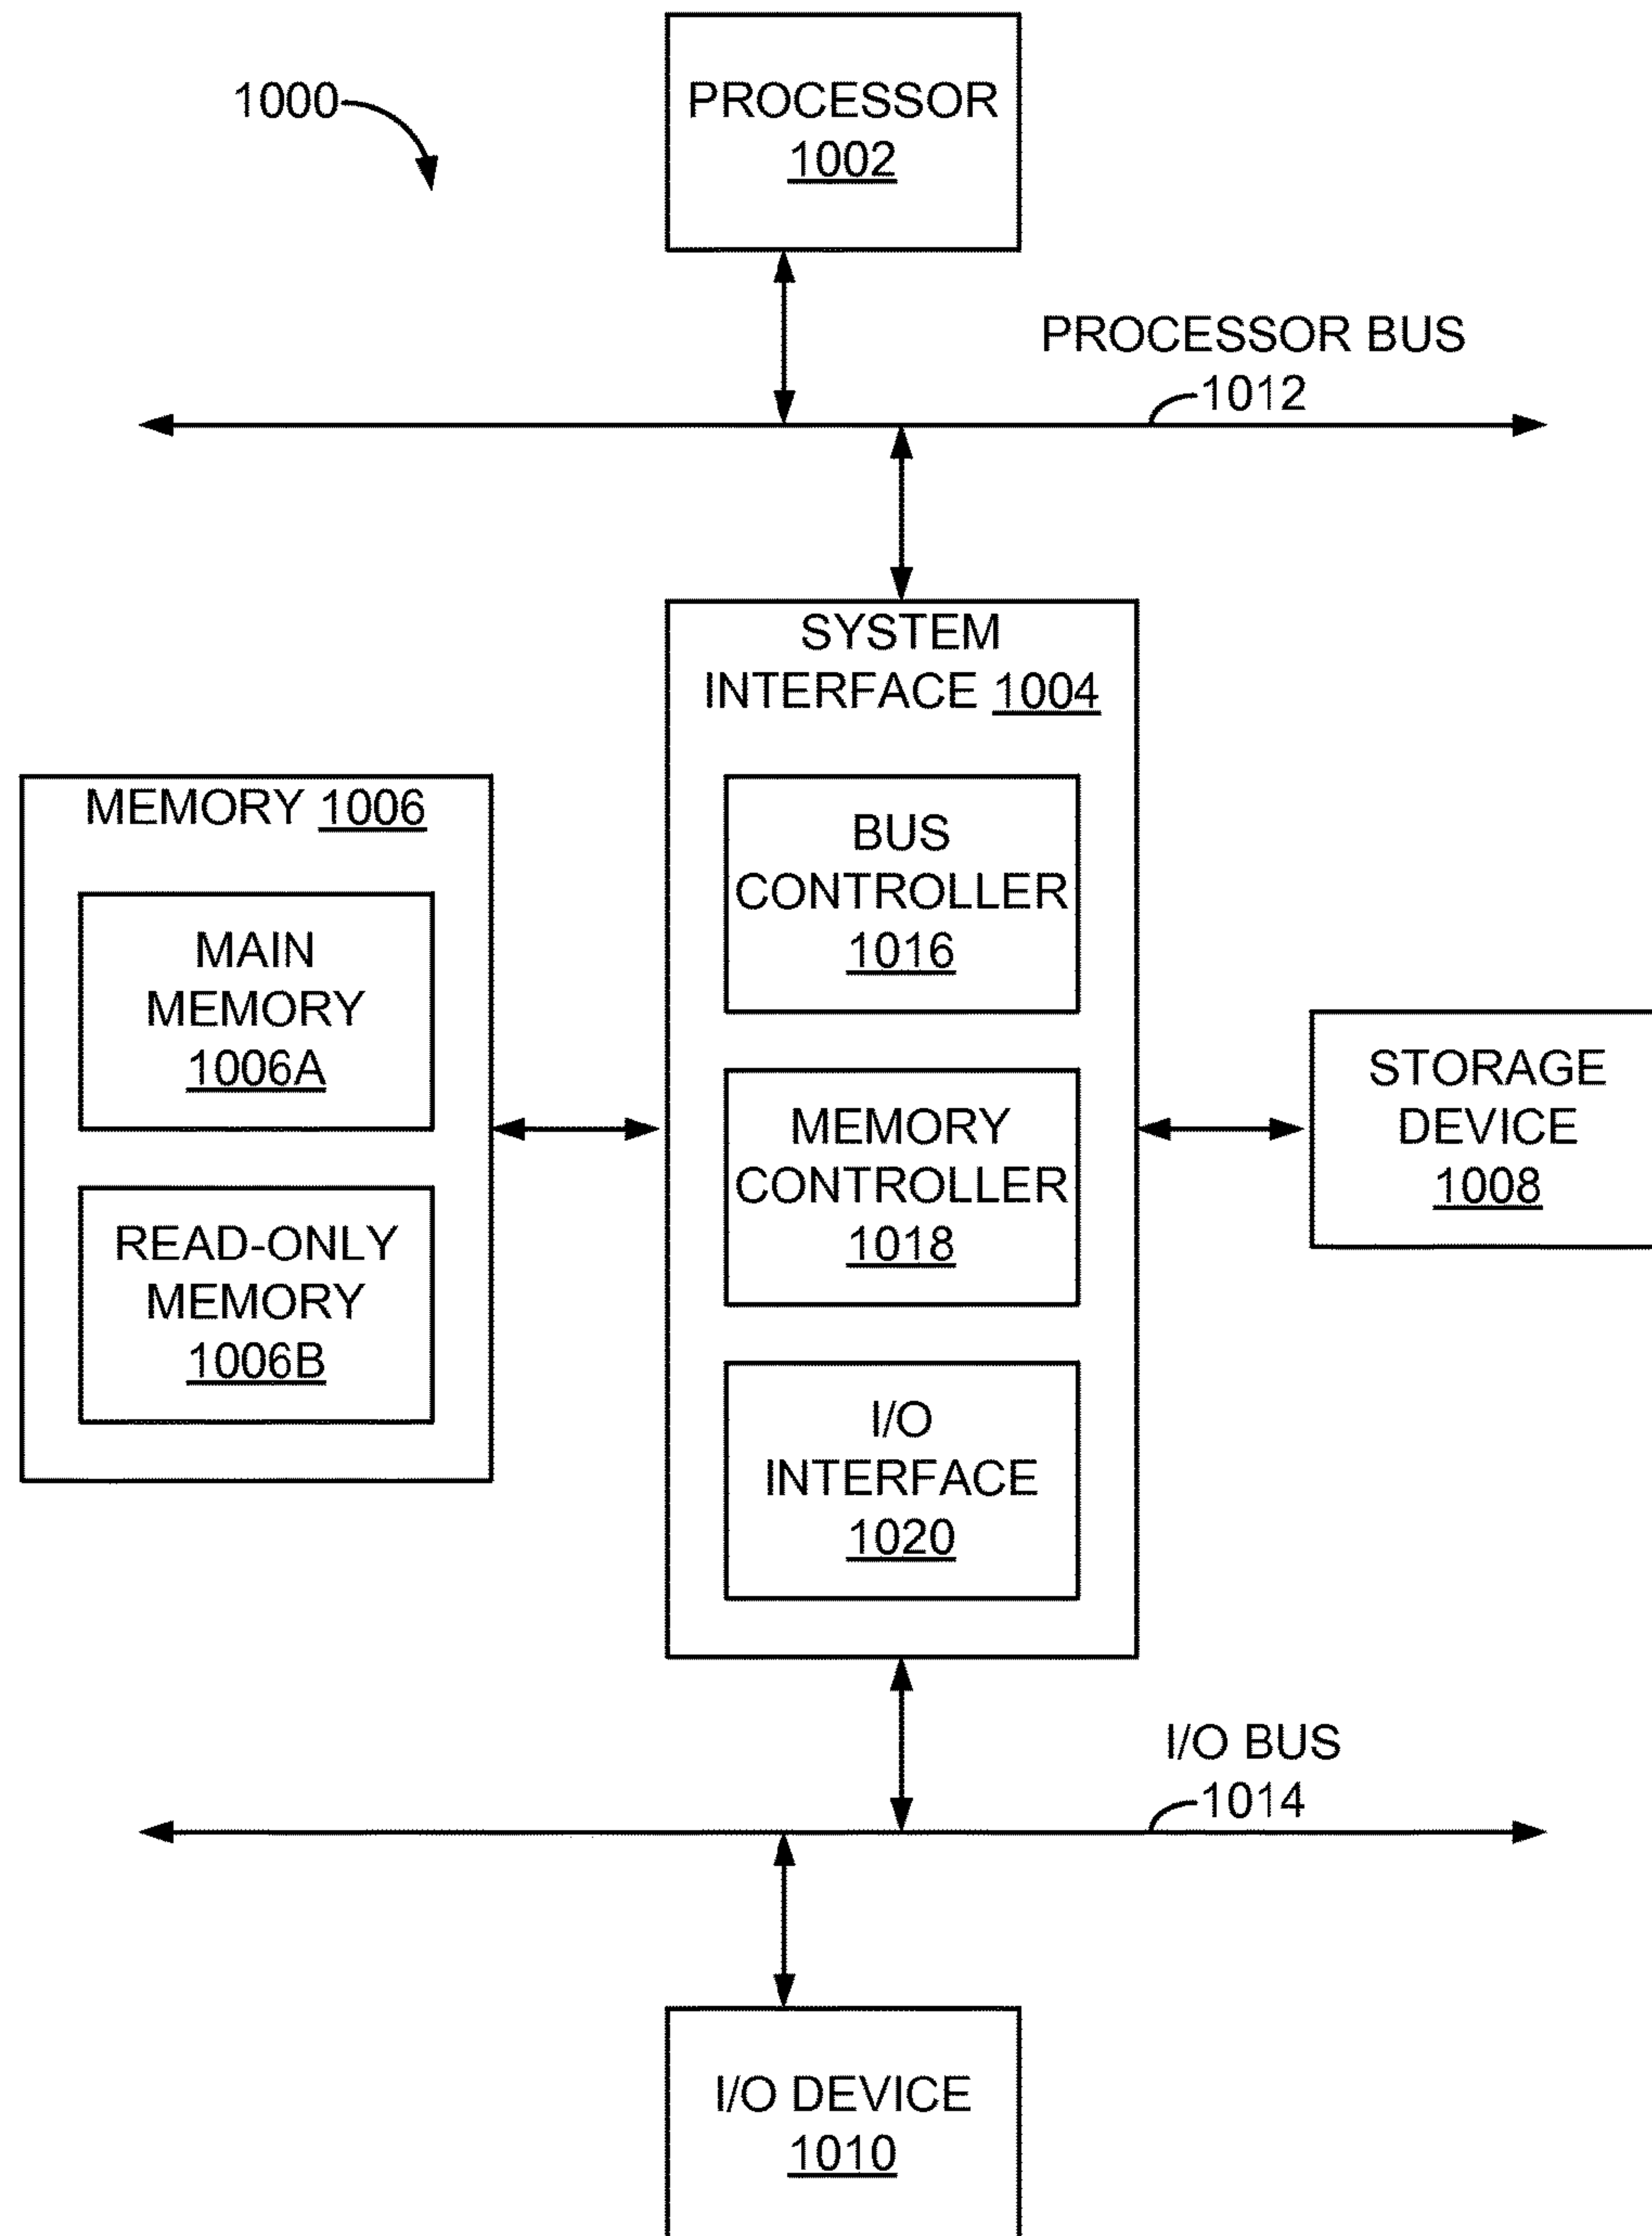 1000
PROCESSOR
1002
PROCESSOR BUS
1012
SYSTEM
INTERFACE 1004
MEMORY 1006
MAIN
MEMORY
1006A
READ-ONLY
MEMORY
1006B
BUS
CONTROLLER
1016
MEMORY
CONTROLLER
1018
I/O
INTERFACE
1020
STORAGE
DEVICE
1008
I/O BUS
1014
I/O DEVICE
1010